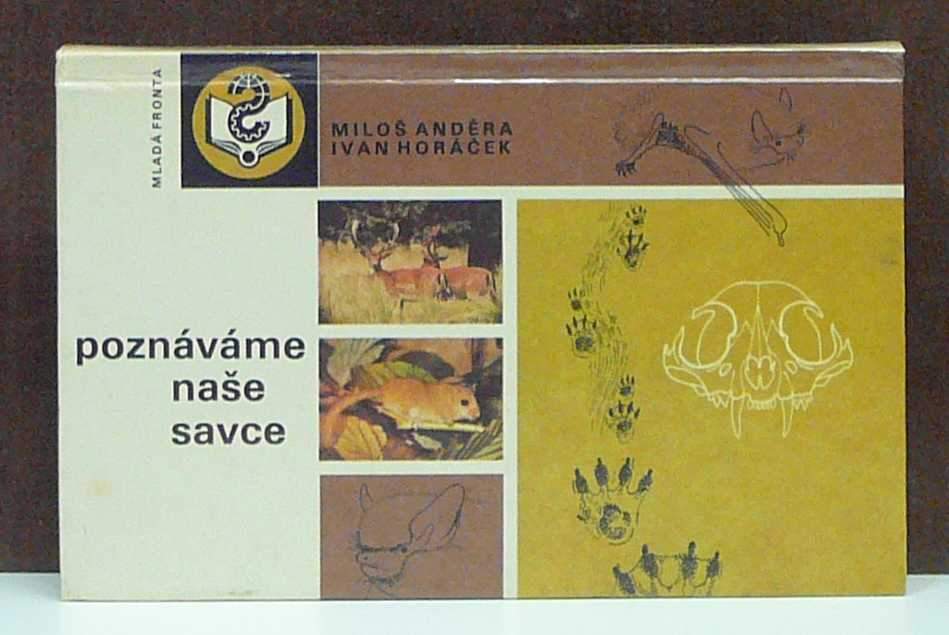 MLADÁ FRONTA
MILOŠ ANDĚRA
IVAN HORÁČEK
poznáváme
naše
savce